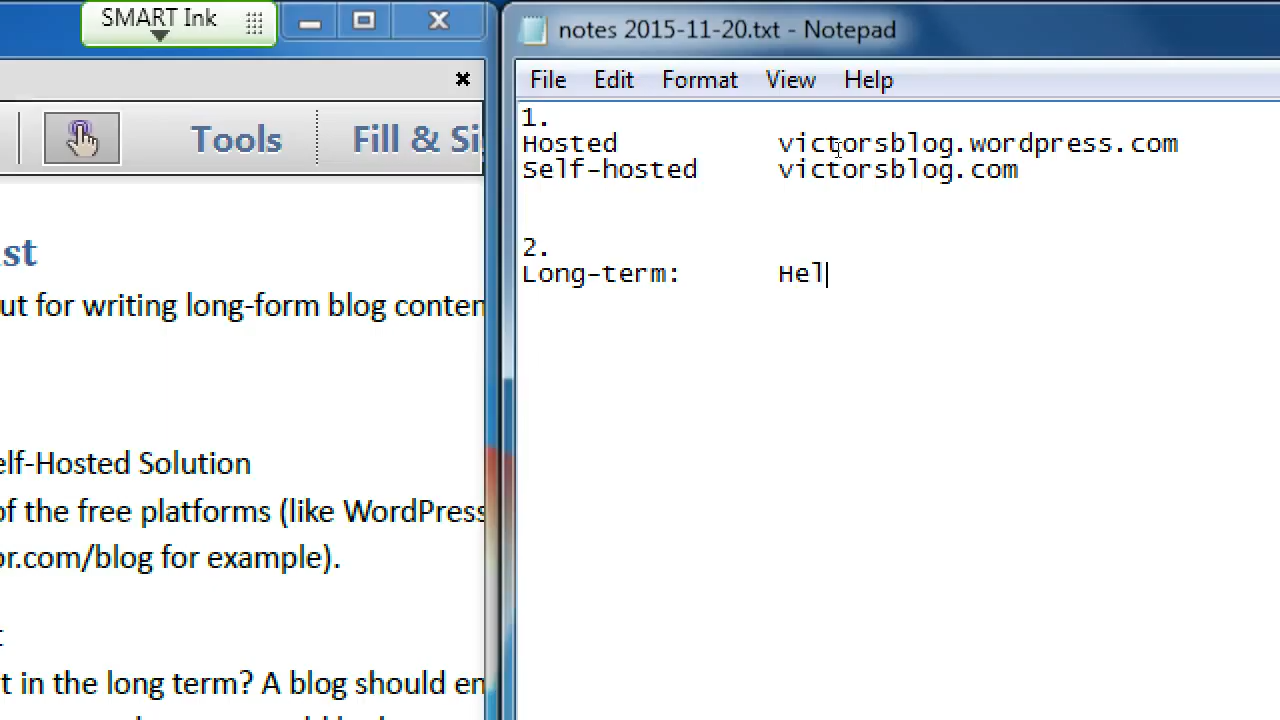 SMART Ink
notes 2015-11-20.txt - Notepad
File Edit Format View Help
Tools Fill & Si
1.
Hosted victorsblog.wordpress.com
Self-hosted victorsblog.com
2.
Long-term: Hel
st
ut for writing long-form blog conten
elf-Hosted Solution
of the free platforms (like WordPress
or.com/blog for example).
t in the long term? A blog should en